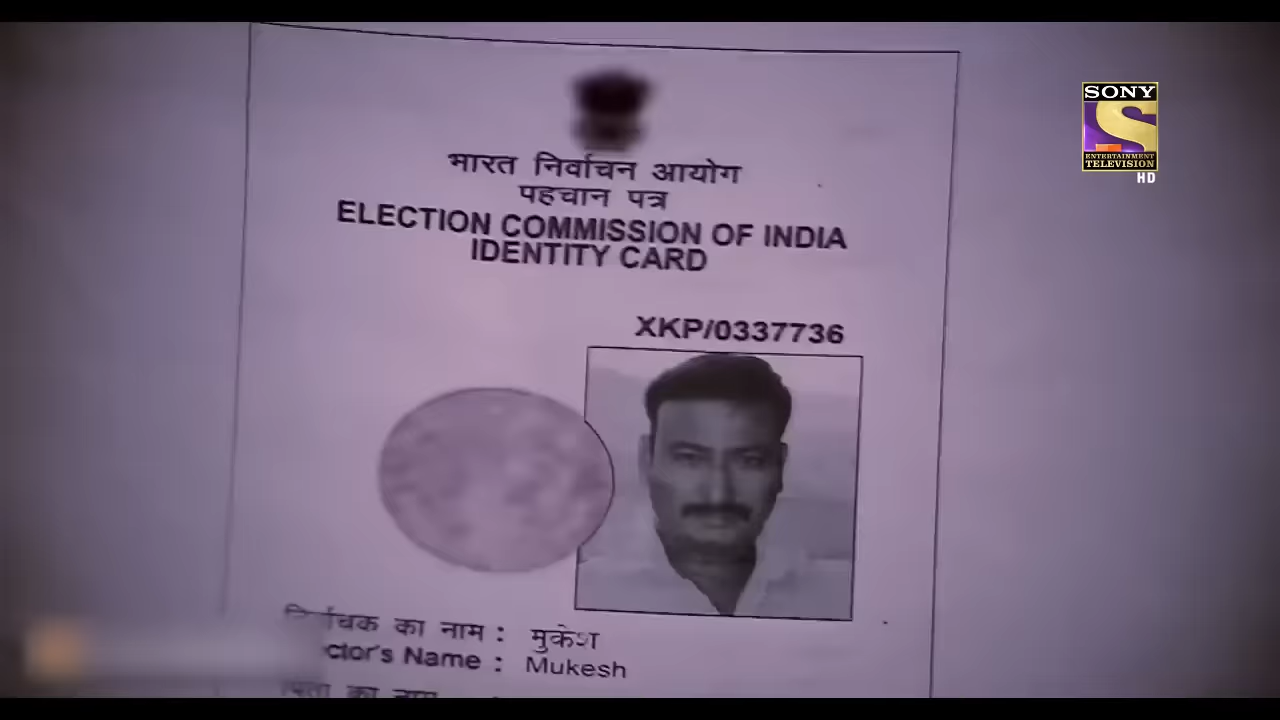 SONY
ENTERTAINMENT
TELEVISION
HD
भारत निर्वाचन आयोग
पहचान पत्र
ELECTION COMMISSION OF INDIA
IDENTITY CARD
XKP/0337736
का नाम : मुकेश
Name : Mukesh
का नाम